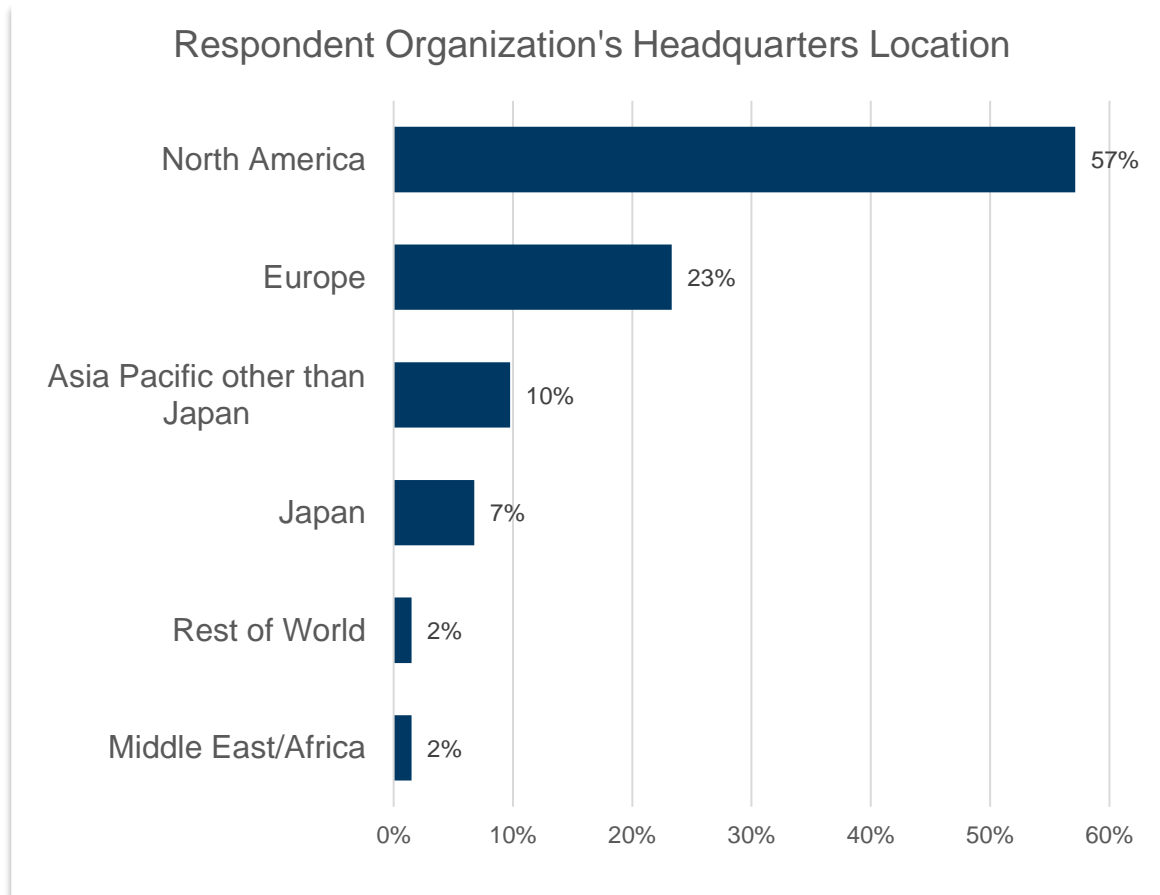 Respondent Organization's Headquarters Location
North America
57%
Europe
23%
Asia Pacific other than
Japan
10%
Japan
7%
Rest of World
2%
Middle East/Africa
2%
0%
10%
20%
30%
40%
50%
60%